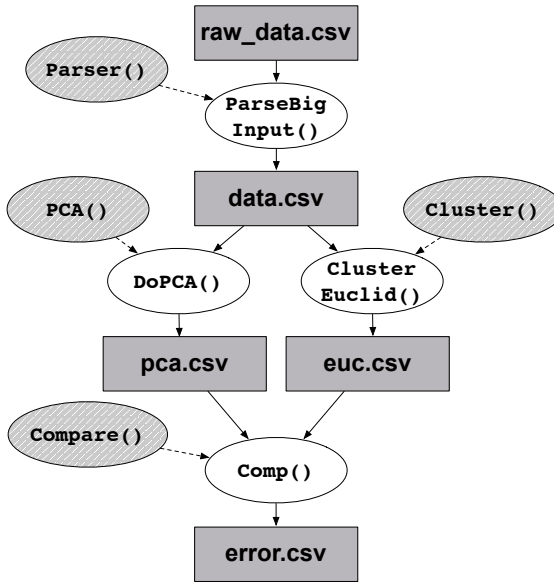 raw_data.csv
Parser()
ParseBig
Input()
data.csv
PCA()
Cluster()
DoPCA()
Cluster
Euclid()
pca.csv
euc.csv
Compare()
Comp()
error.csv